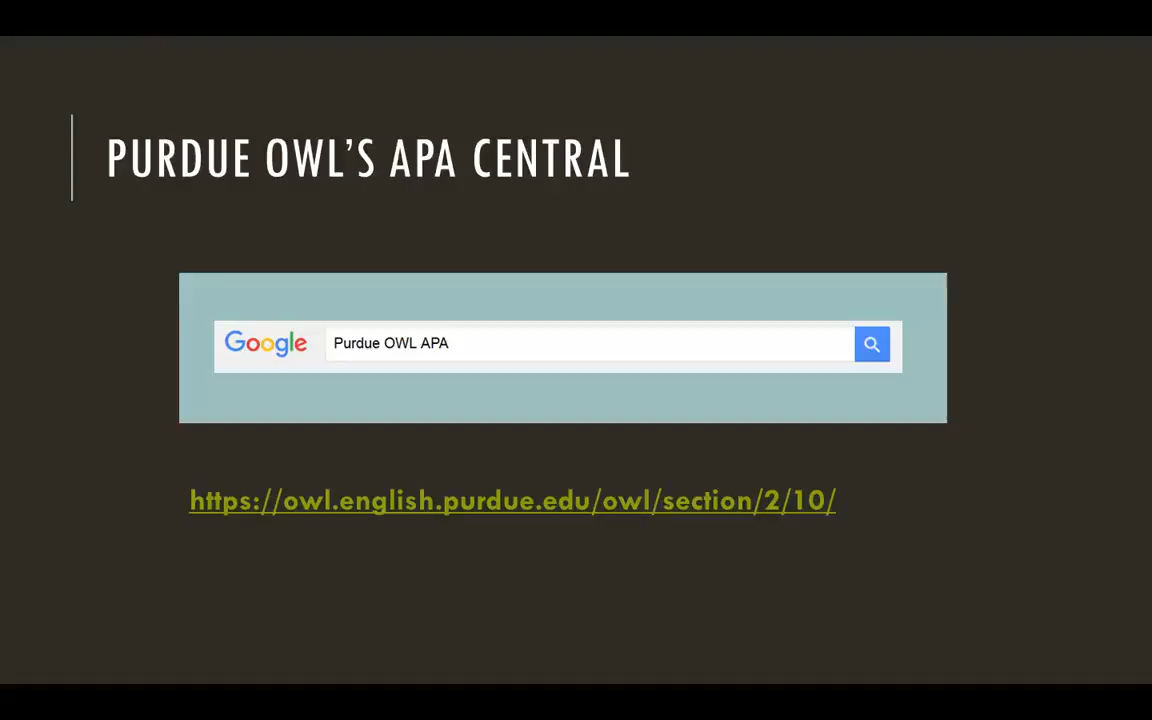 PURDUE OWL’S APA CENTRAL
Google Purdue OWL APA
https://owl.english.purdue.edu/owl/section/2/10/